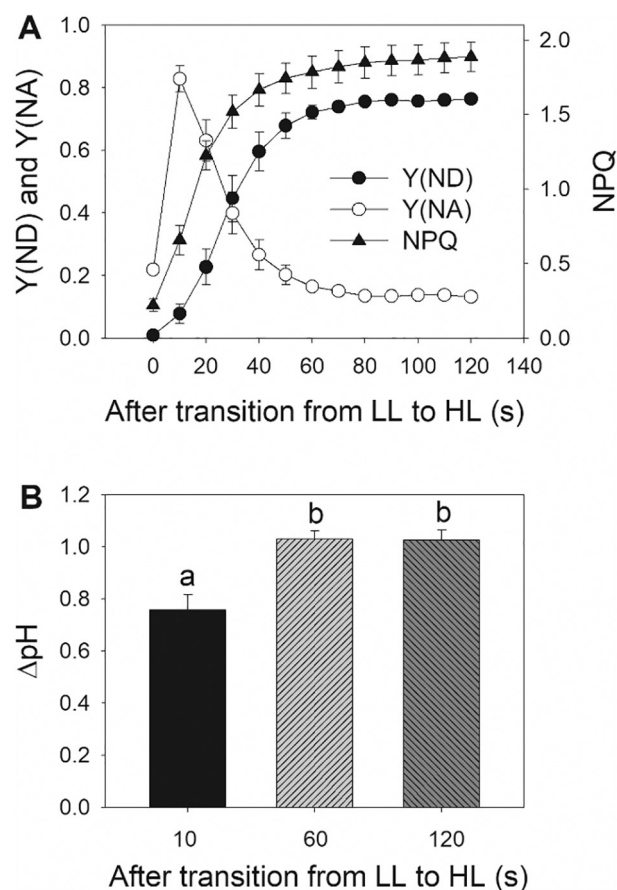 A
Y(ND) and Y(NA)
1.0
0.8
0.6
0.4
0.2
0.0
2.0
1.5
1.0
0.5
0.0
NPQ
Y(ND)
Y(NA)
NPQ
0 20 40 60 80 100 120 140
After transition from LL to HL (s)
B
ΔpH
1.2
1.0
0.8
0.6
0.4
0.2
0.0
a
b
b
10 60 120
After transition from LL to HL (s)